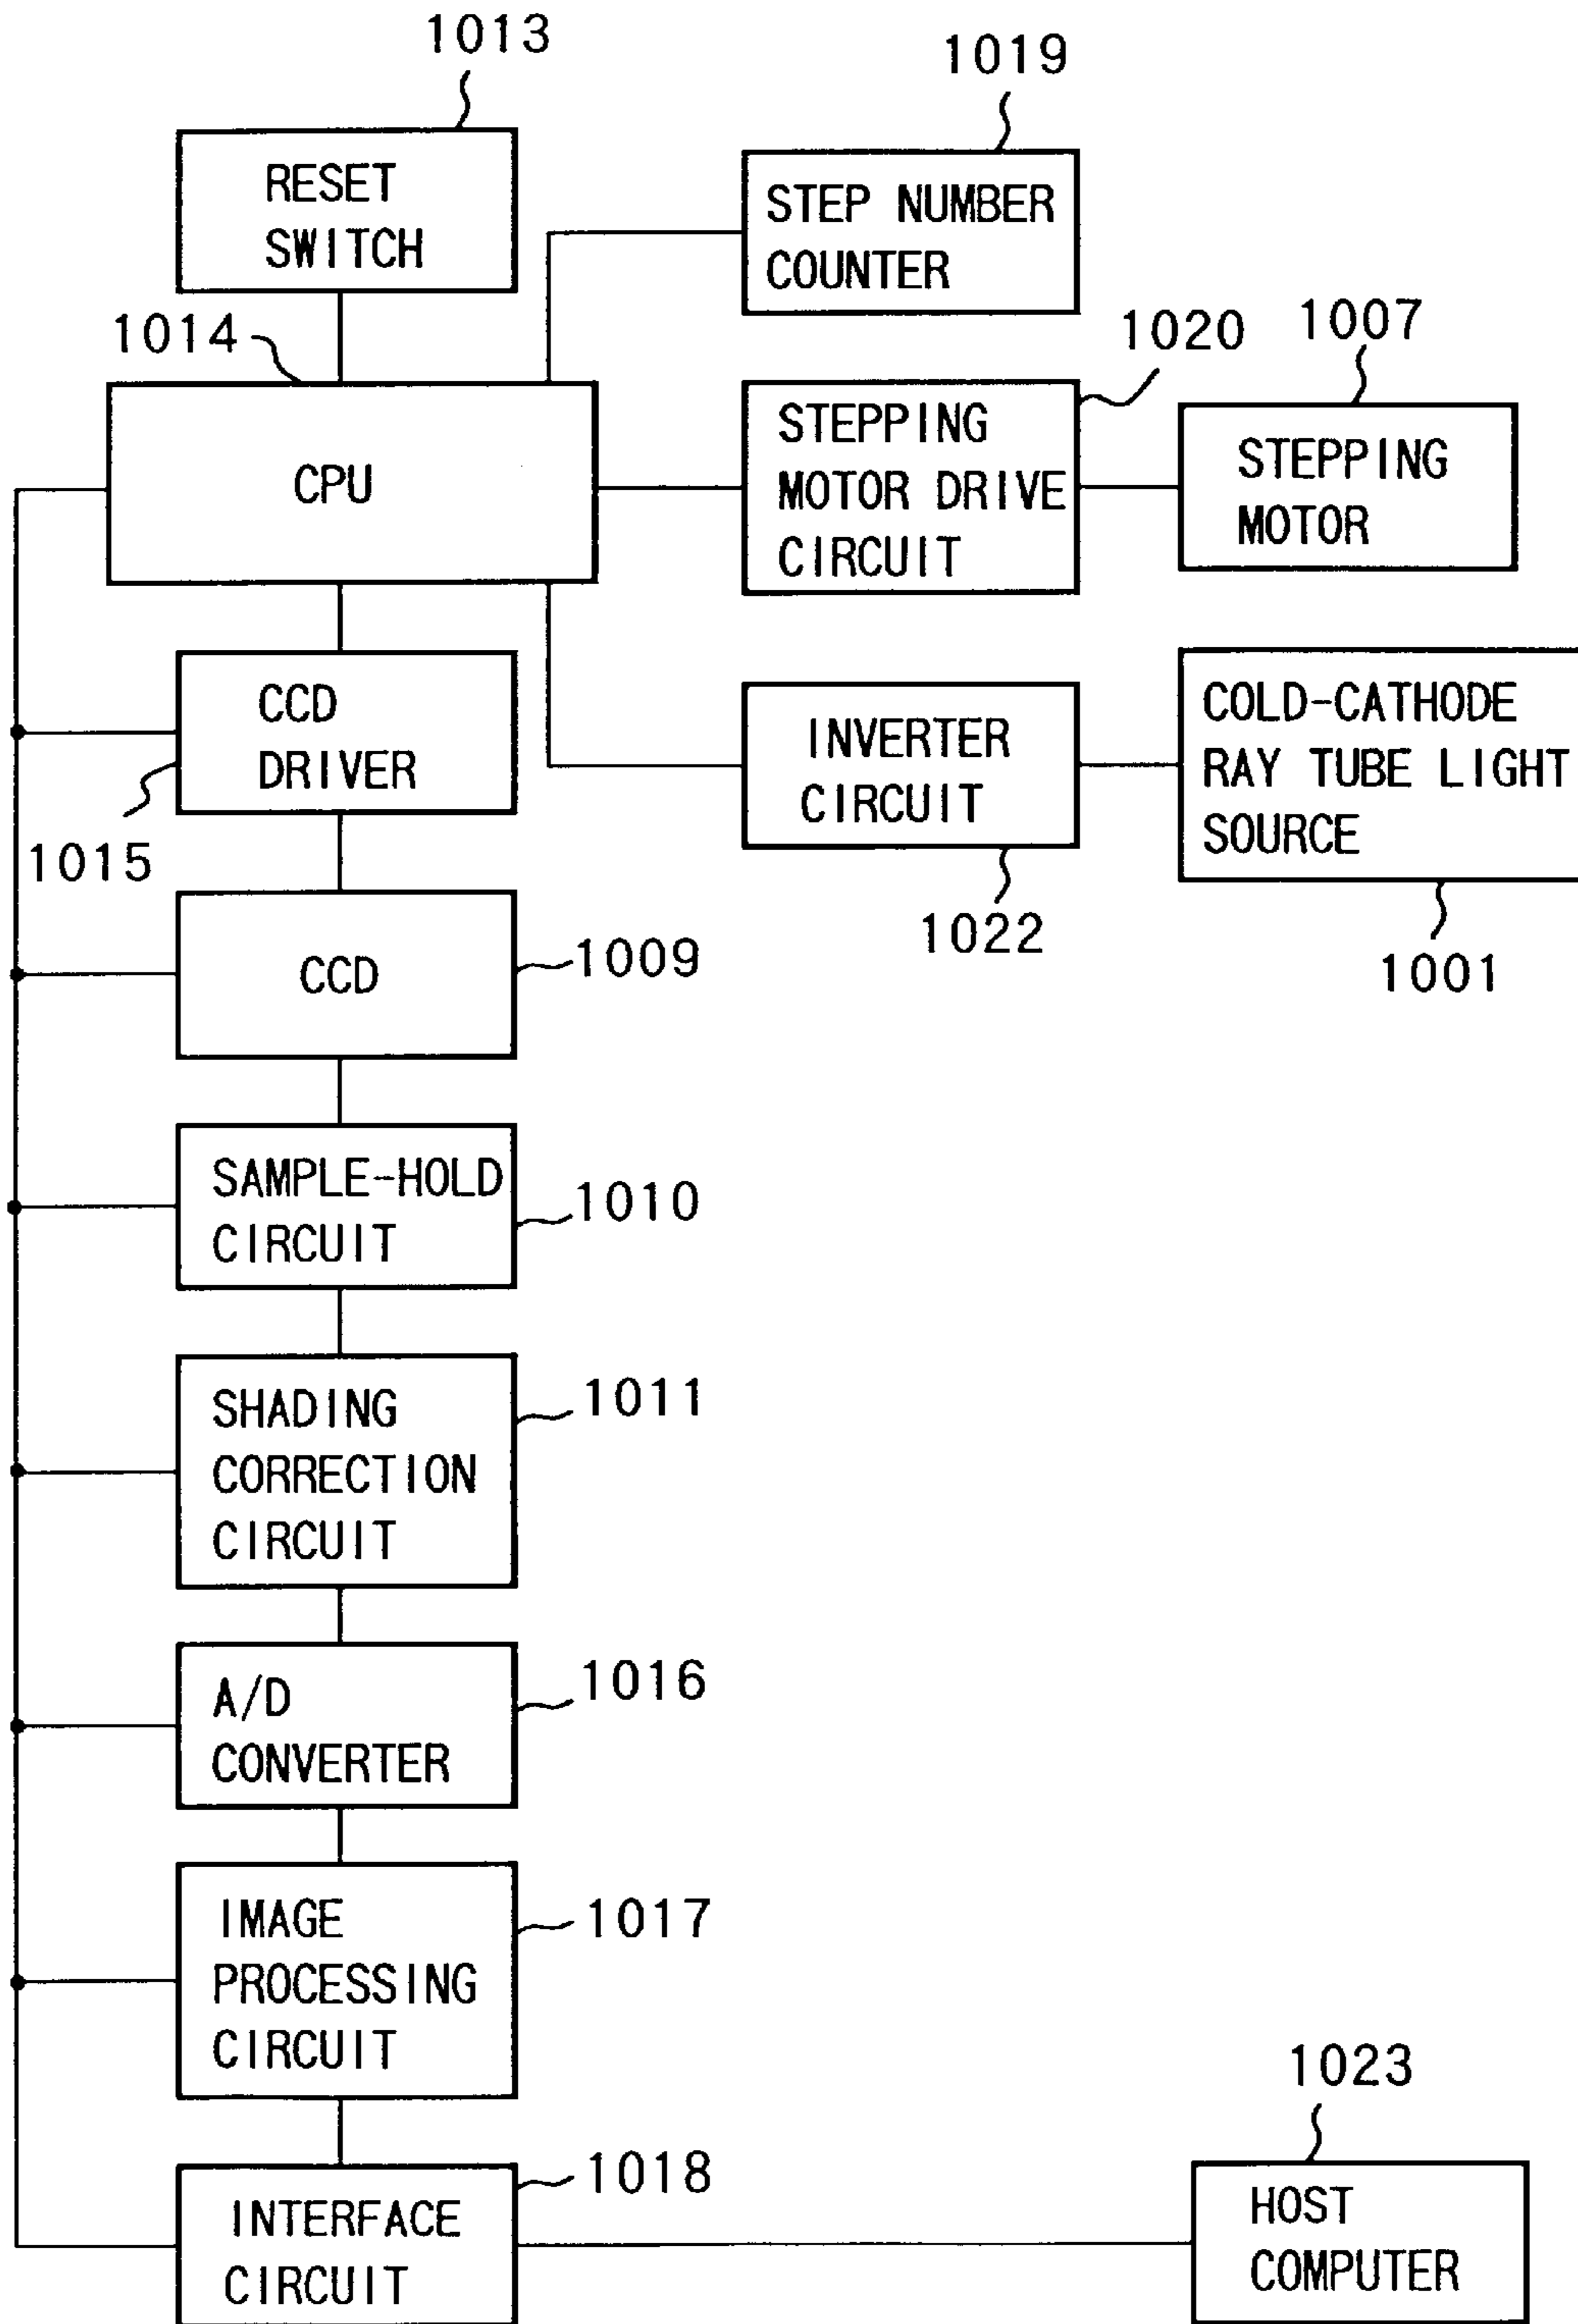 1013
1019
RESET
SWITCH
STEP NUMBER
COUNTER
1014
1020
1007
CPU
STEPPING
MOTOR DRIVE
CIRCUIT
STEPPING
MOTOR
CCD
DRIVER
1015
INVERTER
CIRCUIT
1022
COLD-CATHODE
RAY TUBE LIGHT
SOURCE
1001
CCD
1009
SAMPLE-HOLD
CIRCUIT
1010
SHADING
CORRECTION
CIRCUIT
1011
A/D
CONVERTER
1016
IMAGE
PROCESSING
CIRCUIT
1017
1023
INTERFACE
CIRCUIT
1018
HOST
COMPUTER